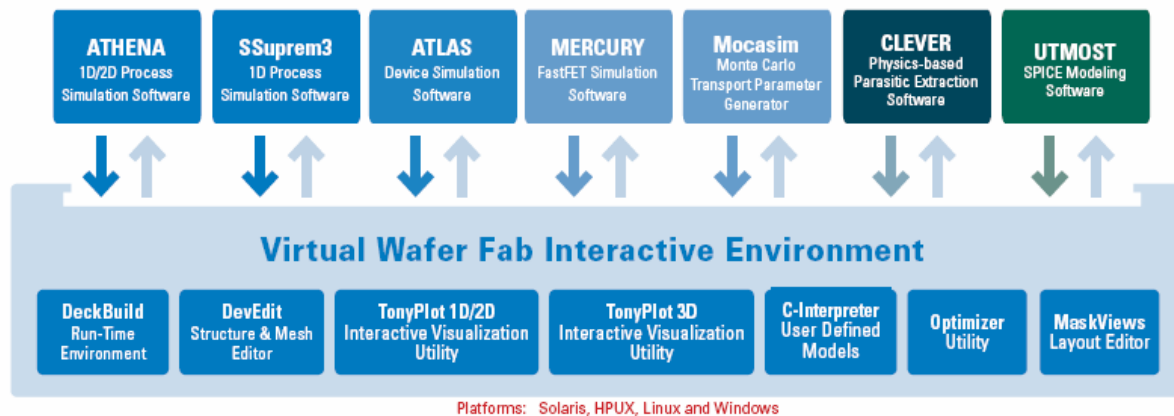 ATHENA
1D/2D Process
Simulation Software
SSuprem3
1D Process
Simulation Software
ATLAS
Device Simulation
Software
MERCURY
FastFET Simulation
Software
Mocasim
Monte Carlo
Transport Parameter
Generator
CLEVER
Physics-based
Parasitic Extraction
Software
UTMOST
SPICE Modeling
Software
Virtual Wafer Fab Interactive Environment
DeckBuild
Run-Time
Environment
DevEdit
Structure & Mesh
Editor
TonyPlot 1D/2D
Interactive Visualization
Utility
TonyPlot 3D
Interactive Visualization
Utility
C-Interpreter
User Defined
Models
Optimizer
Utility
MaskViews
Layout Editor
Platforms: Solaris, HPUX, Linux and Windows